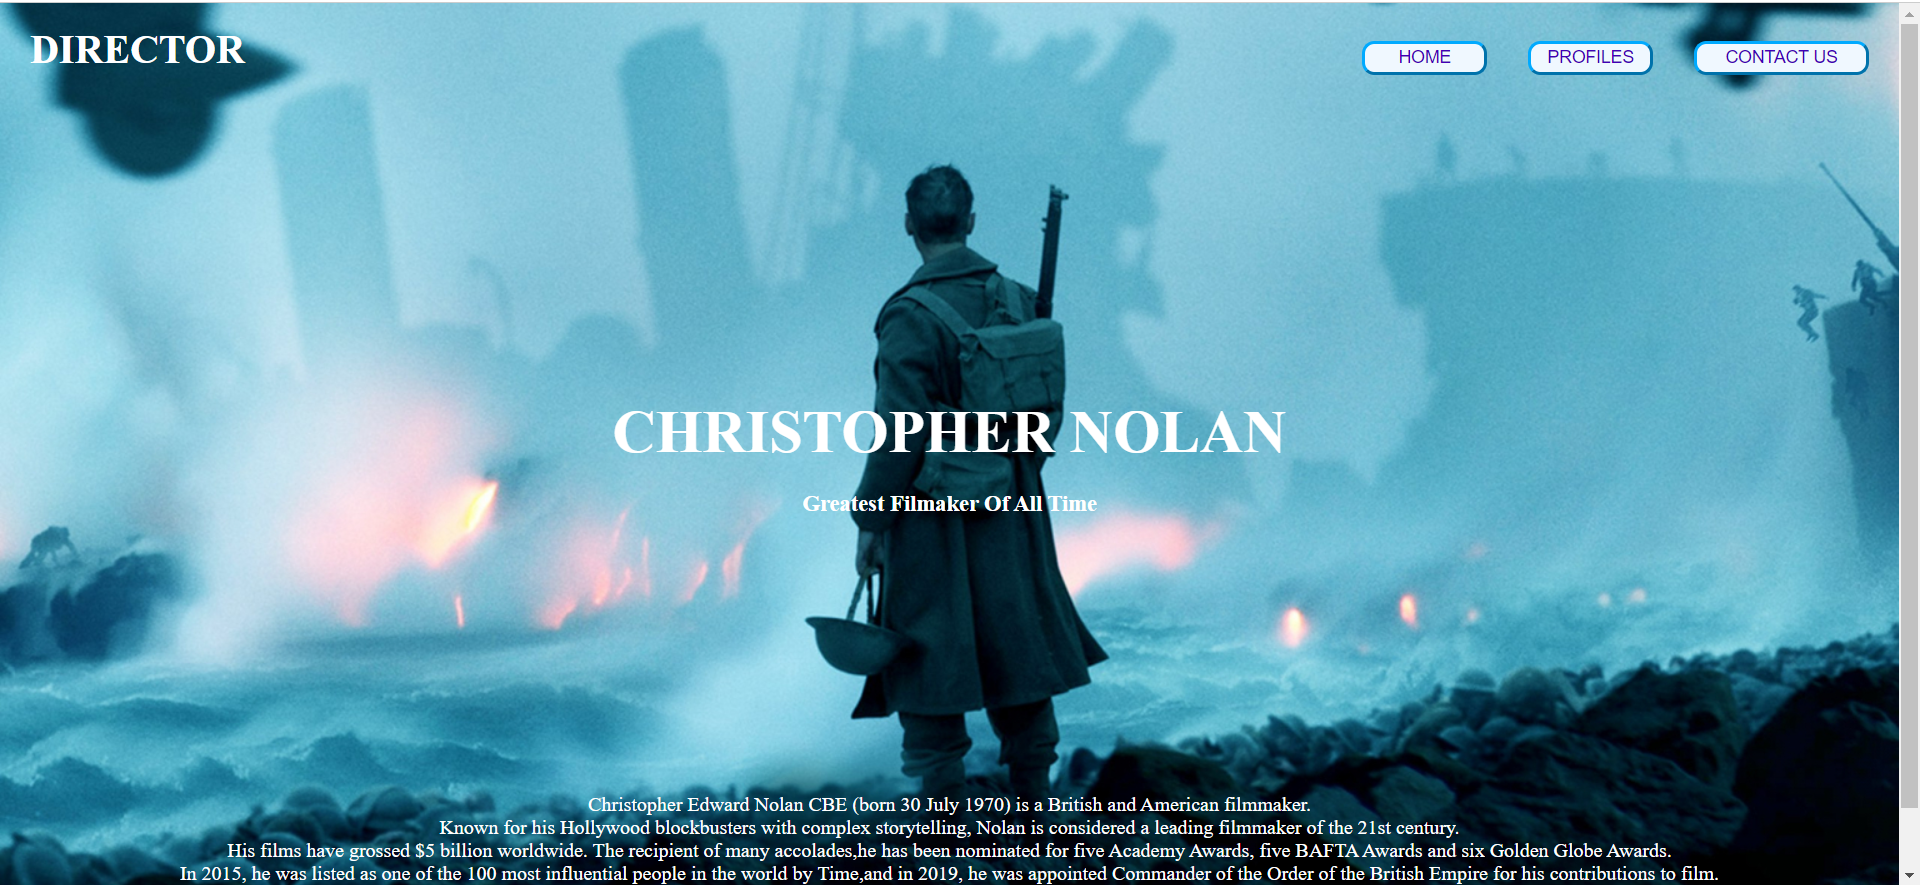 DIRECTOR
HOME
PROFILES
CONTACT US
CHRISTOPHER NOLAN
Greatest Filmaker Of All Time
Christopher Edward Nolan CBE (born 30 July 1970) is a British and American filmmaker.
Known for his Hollywood blockbusters with complex storytelling, Nolan is considered a leading filmmaker of the 21st century.
His films have grossed $5 billion worldwide. The recipient of many accolades,he has been nominated for five Academy Awards, five BAFTA Awards and six Golden Globe Awards.
In 2015, he was listed as one of the 100 most influential people in the world by Time,and in 2019, he was appointed Commander of the Order of the British Empire for his contributions to film.